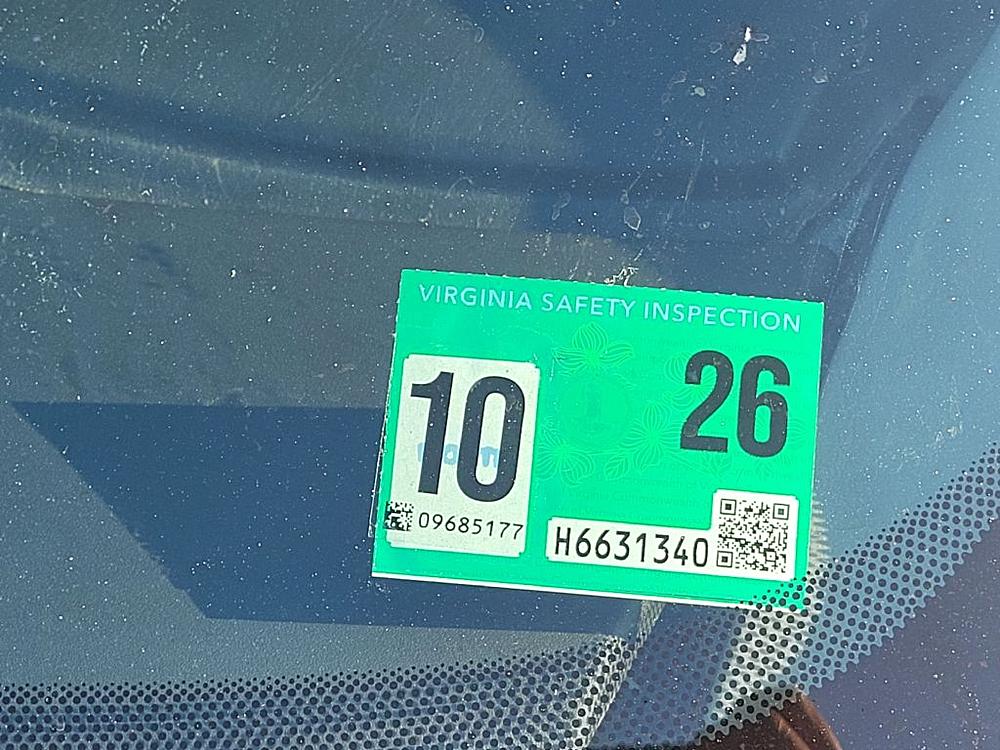 VIRGINIA SAFETY INSPECTION
10
26
09685177
H6631340